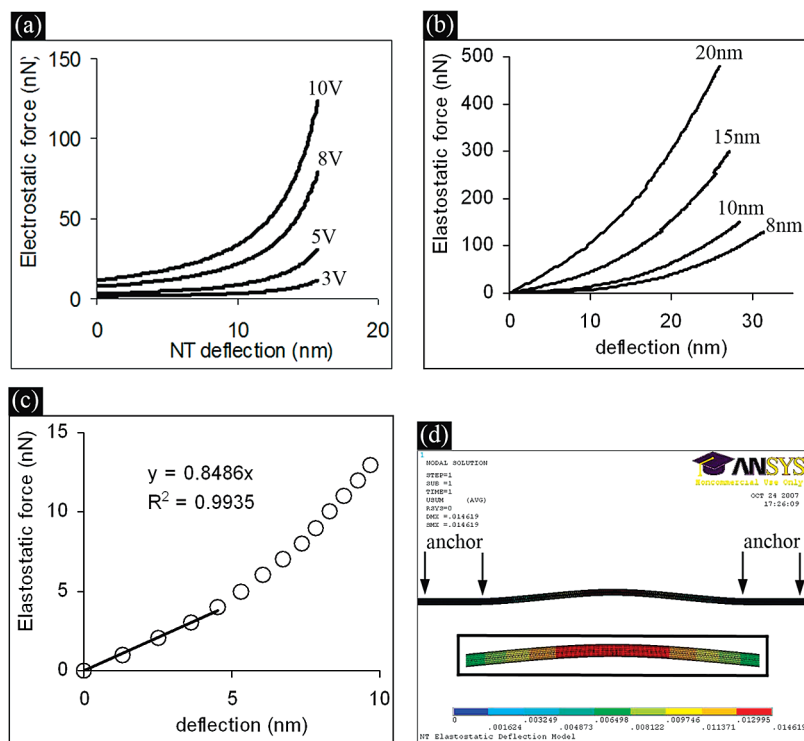 (a)
Electrostatic force (nN)
150
100
50
0
10V
8V
5V
3V
0 10 20
NT deflection (nm)
(b)
Elastostatic force (nN)
500
400
300
200
100
0
20nm
15nm
10nm
8nm
0 10 20 30
deflection (nm)
(c)
Elastostatic force (nN)
15
10
5
0
y = 0.8486x
R² = 0.9935
0 5 10
deflection (nm)
(d)
1
NODAL SOLUTION
STEP=1
SUB =1
TIME=1
USUM (AVG)
RSYS=0
DMX =.014619
SMX =.014619
ANSYS
Noncommercial Use Only
OCT 24 2007
17:26:09
anchor anchor
0 .003249 .006498 .009746 .012995
.001624 .004873 .008122 .011371 .014619
NT Elastostatic Deflection Model